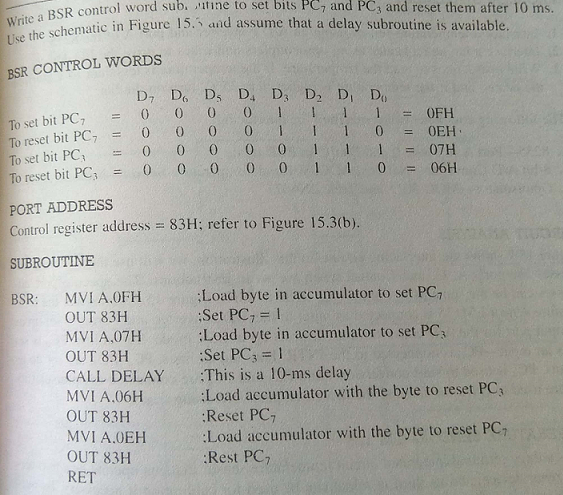 Write a BSR control word to set bits PC7 and PC3 and reset them after 10 ms.
Use the schematic in Figure and assume that a delay subroutine is available.
BSR CONTROL WORDS
D7 D6 D5 D4 D3 D2 D1 D0
To set bit PC7 = 0 0 0 0 1 1 1 1 = 0FH
To reset bit PC7 = 0 0 0 0 1 1 1 0 = 0EH
To set bit PC3 = 0 0 0 0 0 1 1 1 = 07H
To reset bit PC3 = 0 0 0 0 0 1 1 0 = 06H
PORT ADDRESS
Control register address = 83H; refer to Figure 15.3(b).
SUBROUTINE
BSR: MVI A,0FH ;Load byte in accumulator to set PC7
OUT 83H ;Set PC7 = 1
MVI A,07H ;Load byte in accumulator to set PC3
OUT 83H ;Set PC3 = 1
CALL DELAY ;This is a 10-ms delay
MVI A,06H ;Load accumulator with the byte to reset PC3
OUT 83H ;Reset PC7
MVI A,0EH ;Load accumulator with the byte to reset PC7
OUT 83H ;Rest PC7
RET